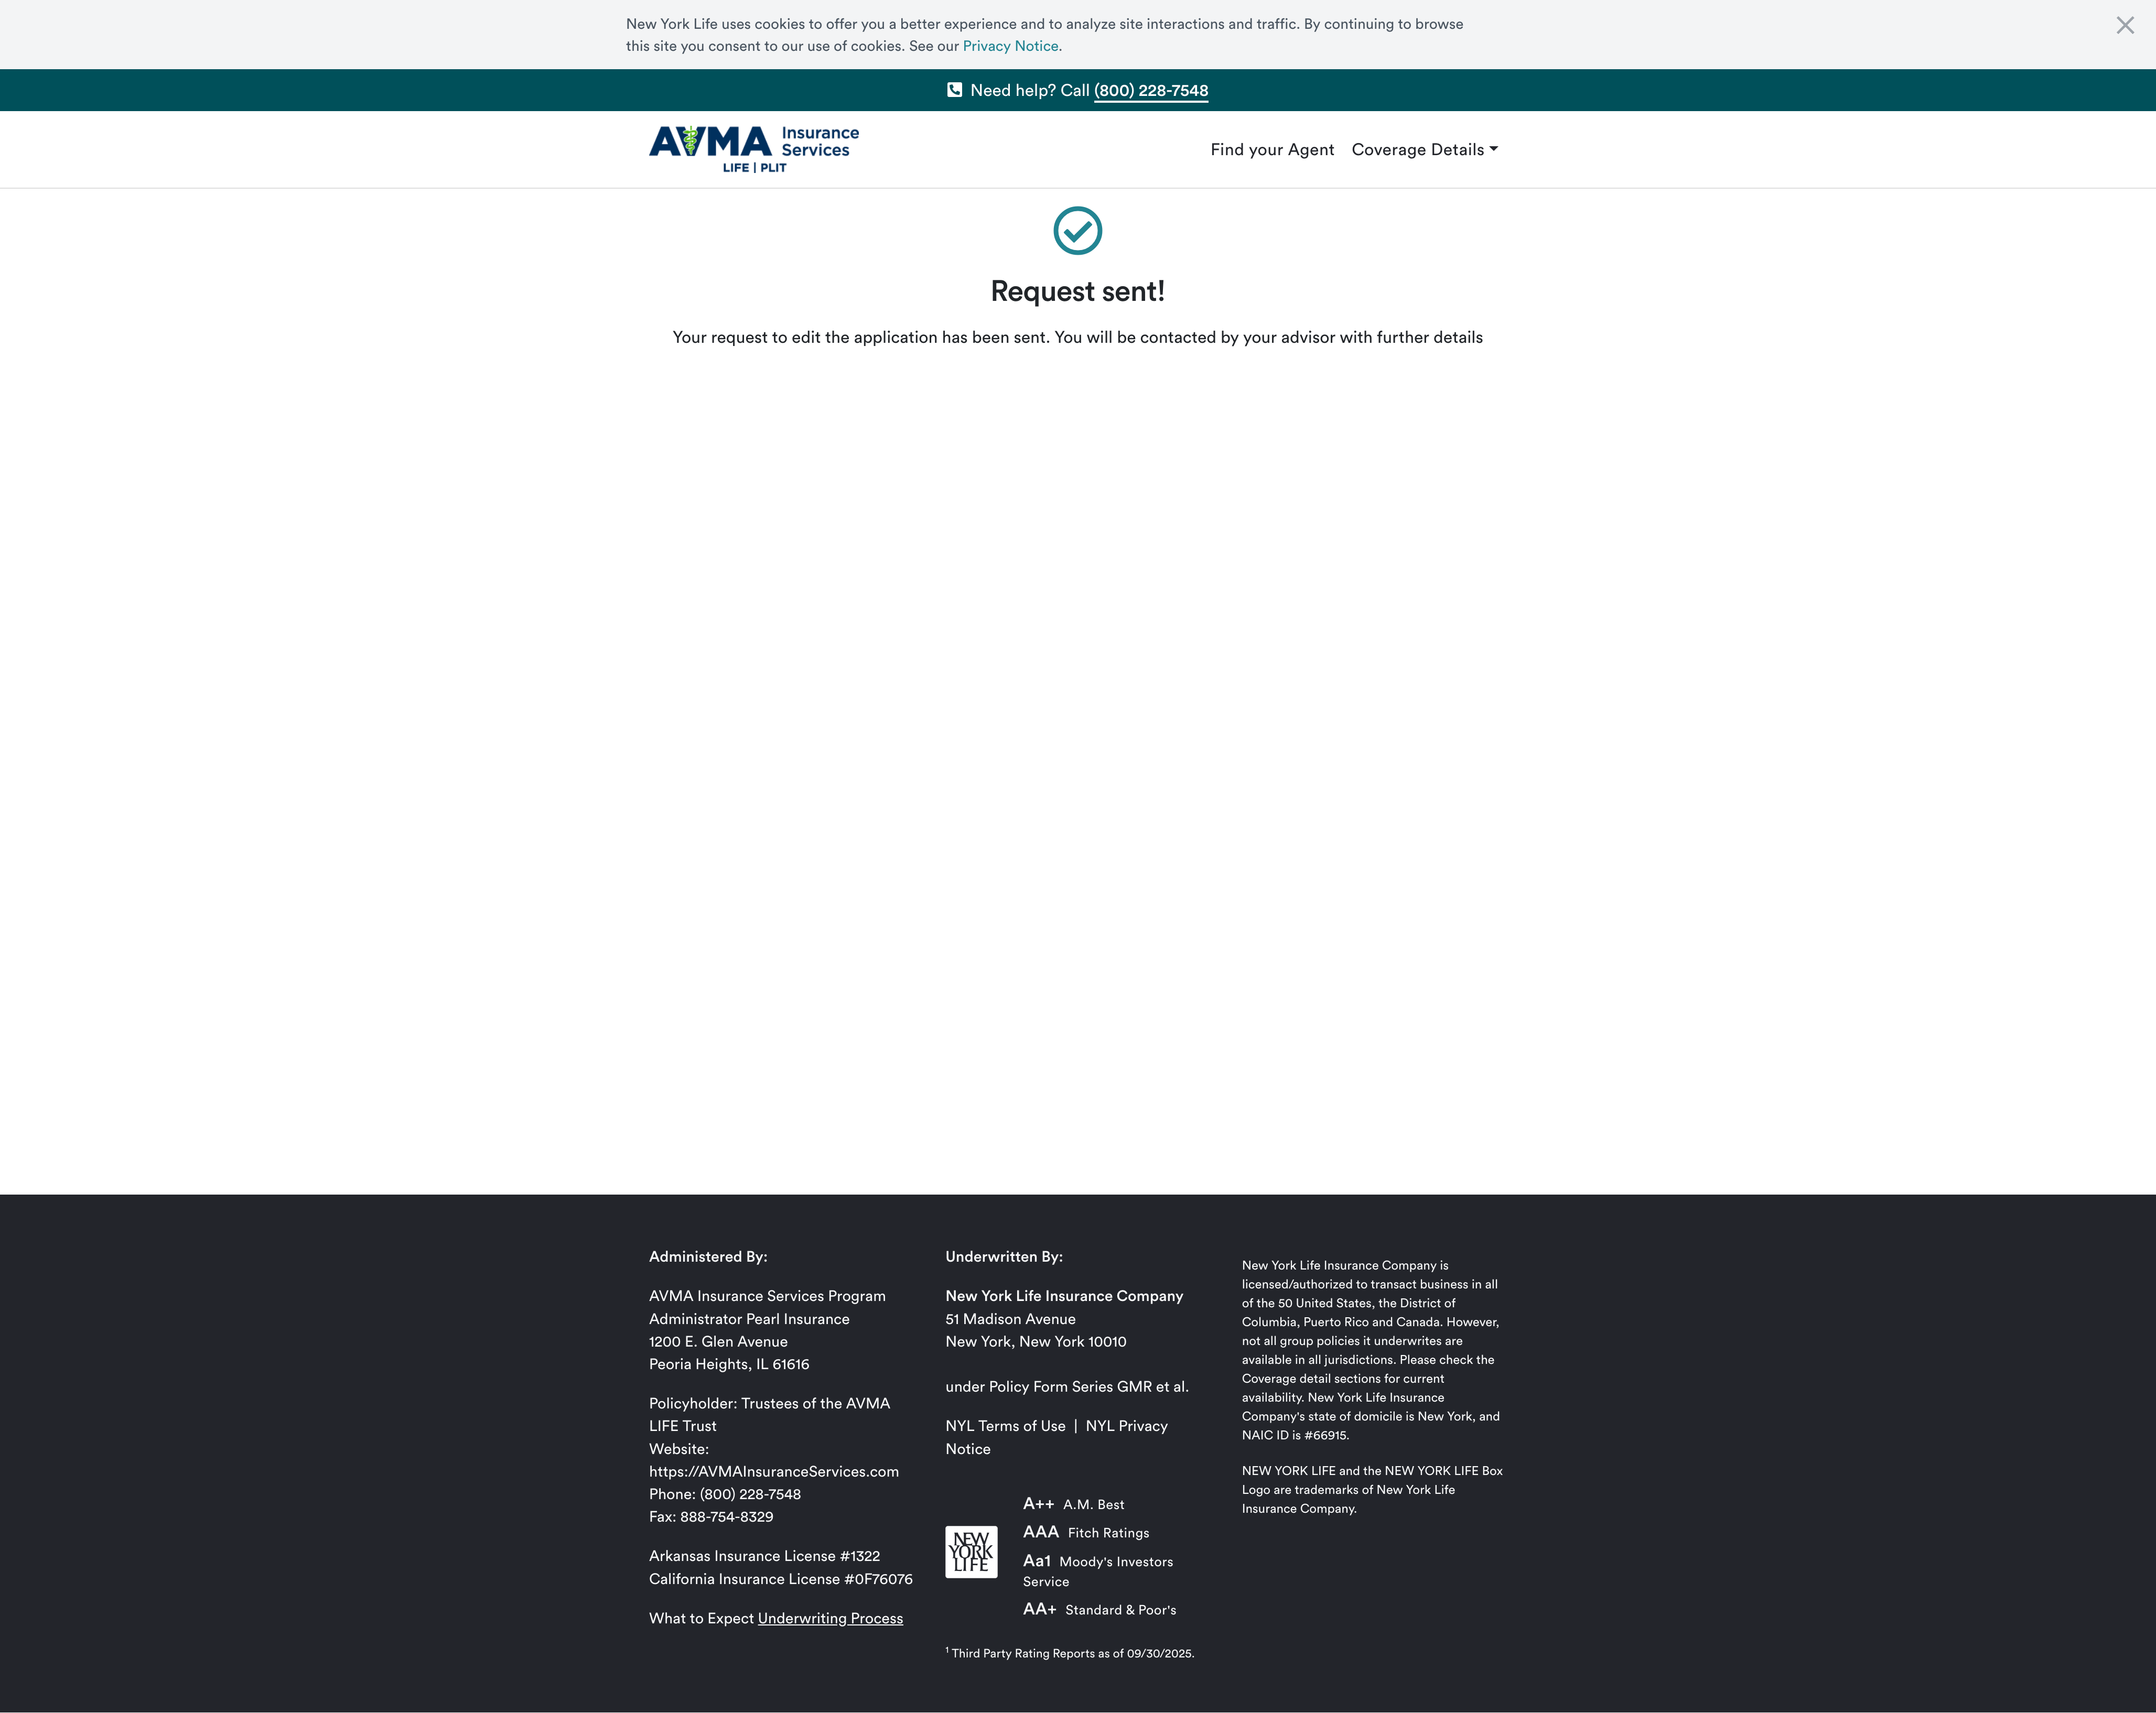 New York Life uses cookies to offer you a better experience and to analyze site interactions and traffic. By continuing to browse
this site you consent to our use of cookies. See our Privacy Notice.
Need help? Call (800) 228-7548
AVMA Insurance
Services
LIFE | PLIT
Find your Agent
Coverage Details
Request sent!
Your request to edit the application has been sent. You will be contacted by your advisor with further details
Administered By:
AVMA Insurance Services Program
Administrator Pearl Insurance
1200 E. Glen Avenue
Peoria Heights, IL 61616
Policyholder: Trustees of the AVMA
LIFE Trust
Website:
https://AVMAInsuranceServices.com
Phone: (800) 228-7548
Fax: 888-754-8329
Arkansas Insurance License #1322
California Insurance License #0F76076
What to Expect Underwriting Process
Underwritten By:
New York Life Insurance Company
51 Madison Avenue
New York, New York 10010
under Policy Form Series GMR et al.
NYL Terms of Use | NYL Privacy
Notice
NEW
YORK
LIFE
A++ A.M. Best
AAA Fitch Ratings
Aa1 Moody's Investors
Service
AA+ Standard & Poor's
1 Third Party Rating Reports as of 09/30/2025.
New York Life Insurance Company is
licensed/authorized to transact business in all
of the 50 United States, the District of
Columbia, Puerto Rico and Canada. However,
not all group policies it underwrites are
available in all jurisdictions. Please check the
Coverage detail sections for current
availability. New York Life Insurance
Company's state of domicile is New York, and
NAIC ID is #66915.
NEW YORK LIFE and the NEW YORK LIFE Box
Logo are trademarks of New York Life
Insurance Company.